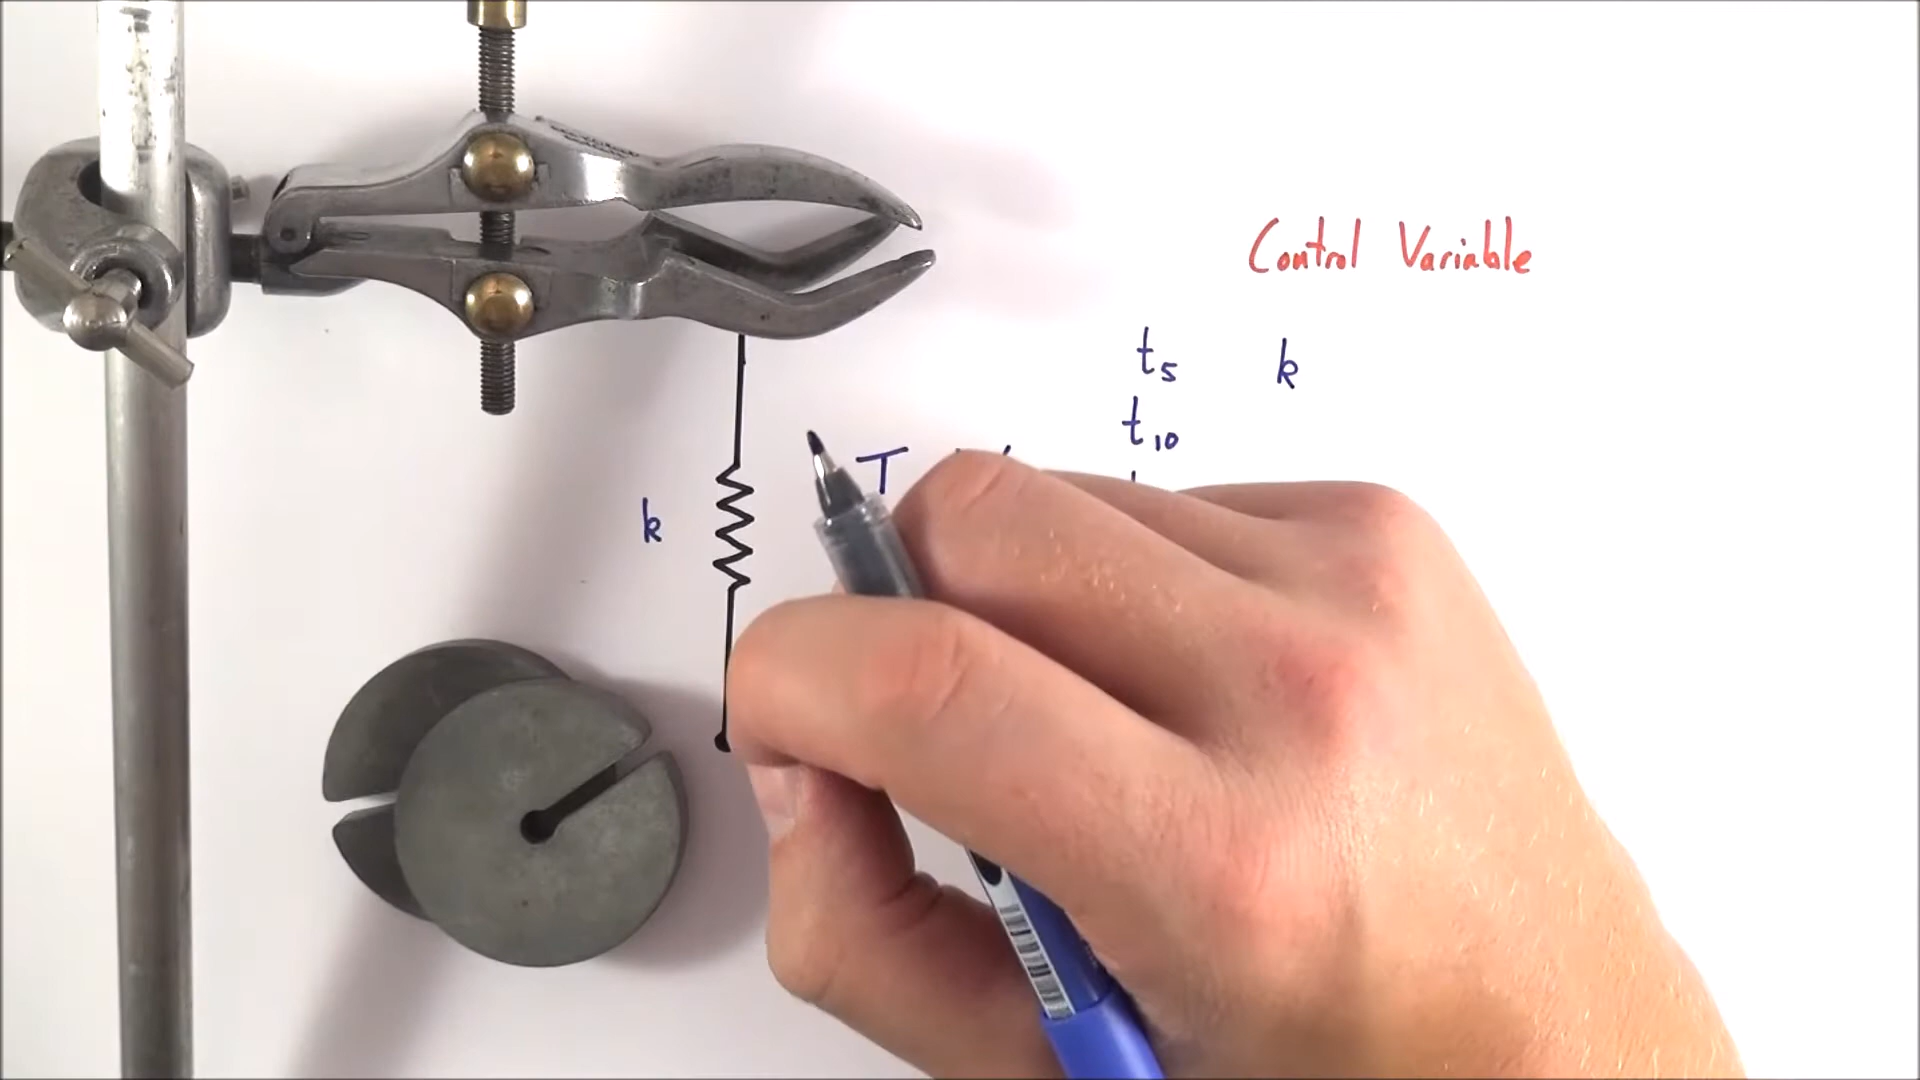 Control Variable
t₅ k
t₁₀
T
k